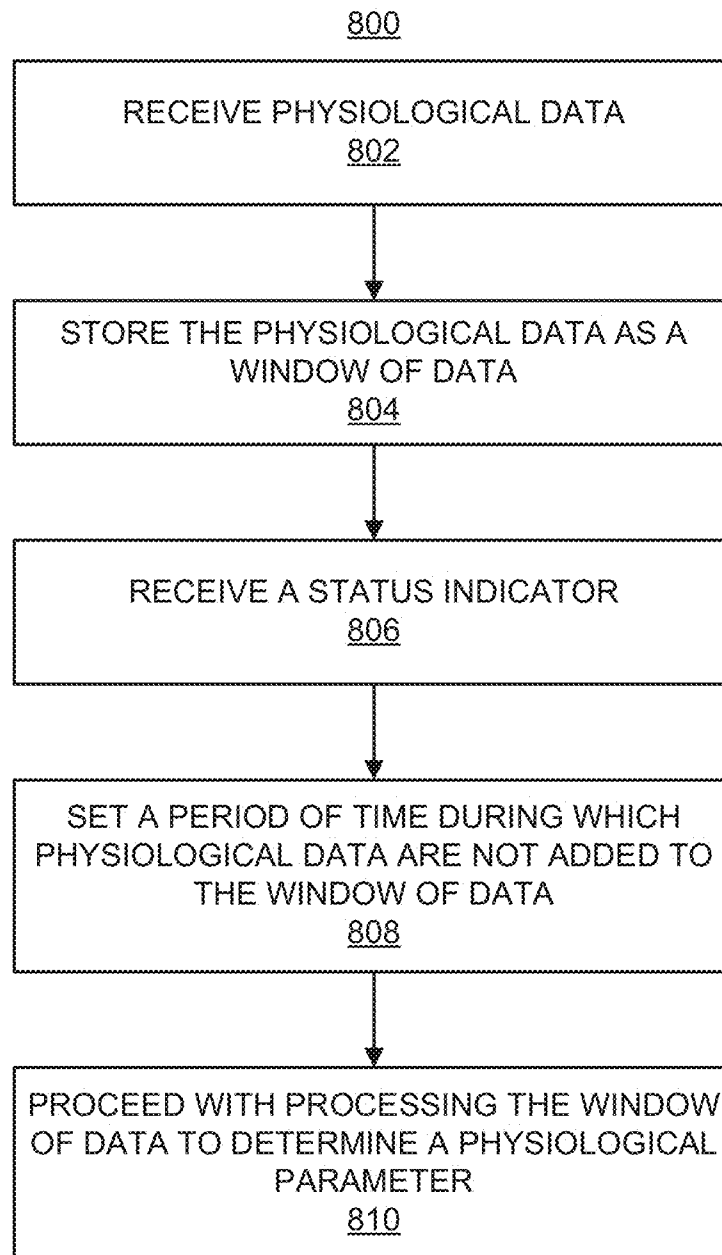 800
RECEIVE PHYSIOLOGICAL DATA
802
STORE THE PHYSIOLOGICAL DATA AS A
WINDOW OF DATA
804
RECEIVE A STATUS INDICATOR
806
SET A PERIOD OF TIME DURING WHICH
PHYSIOLOGICAL DATA ARE NOT ADDED TO
THE WINDOW OF DATA
808
PROCEED WITH PROCESSING THE WINDOW
OF DATA TO DETERMINE A PHYSIOLOGICAL
PARAMETER
810